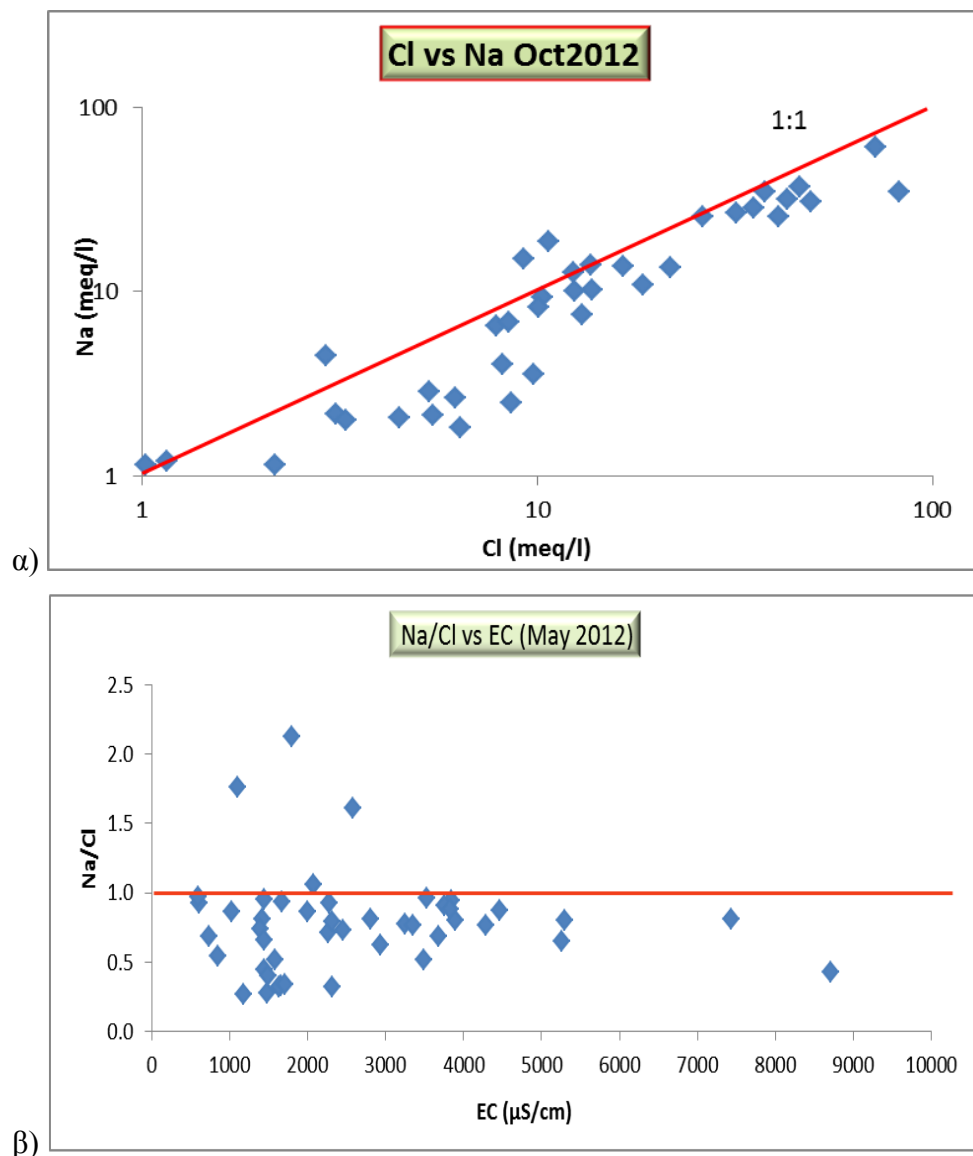 Cl vs Na Oct2012
100
1:1
Na (meq/l)
10
1
1 10 100
Cl (meq/l)
α)
Na/Cl vs EC (May 2012)
2.5
2.0
1.5
Na/Cl
1.0
0.5
0.0
0 1000 2000 3000 4000 5000 6000 7000 8000 9000 10000
EC (μS/cm)
β)